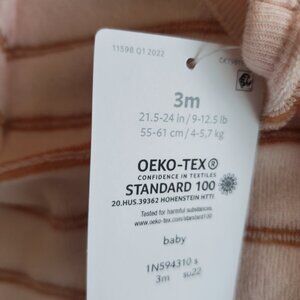 11598 Q1 2022
3m
21.5-24 in / 9-12.5 lb
55-61 cm / 4-5,7 kg
OEKO-TEX®
CONFIDENCE IN TEXTILES
STANDARD 100
20.HUS.39362 HOHENSTEIN HTTI
Tested for harmful substances.
www.oeko-tex.com/standard100
baby
1N594310 s
3m su22